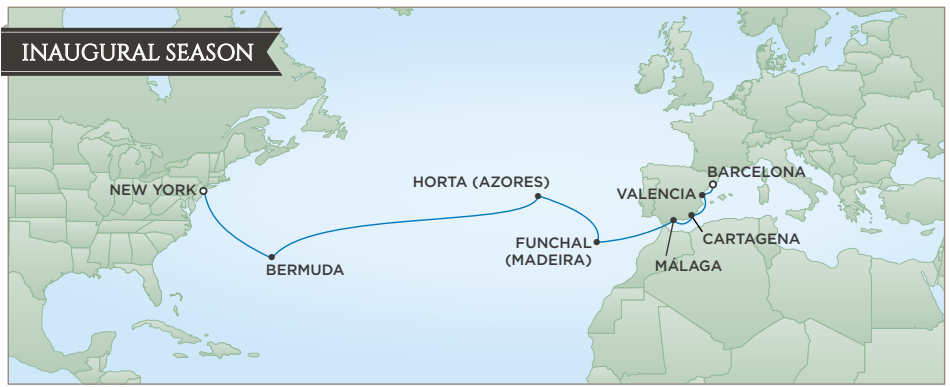 INAUGURAL SEASON
NEW YORK
BERMUDA
HORTA (AZORES)
FUNCHAL
(MADEIRA)
MÁLAGA
CARTAGENA
VALENCIA
BARCELONA